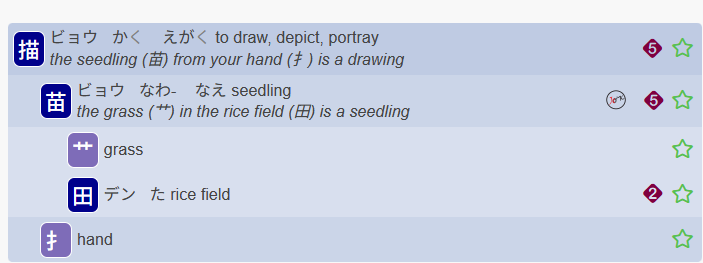 描 ビョウ かく えがく to draw, depict, portray 5
the seedling (苗) from your hand (扌) is a drawing
苗 ビョウ なわ- なえ seedling 5
the grass (艹) in the rice field (田) is a seedling
艹 grass
田 デン た rice field 2
扌 hand